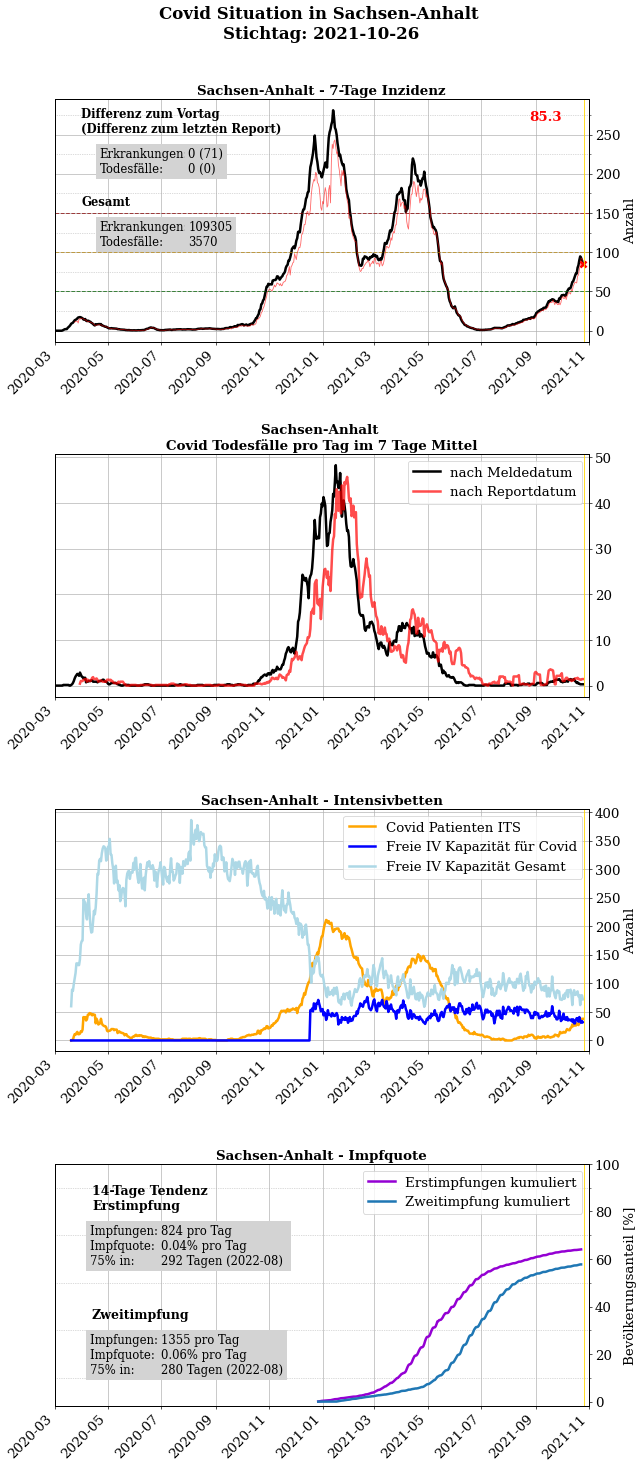 Covid Situation in Sachsen-Anhalt
Stichtag: 2021-10-26
Sachsen-Anhalt - 7-Tage Inzidenz
Differenz zum Vortag
(Differenz zum letzten Report)
Erkrankungen 0 (71)
Todesfälle: 0 (0)
Gesamt
Erkrankungen 109305
Todesfälle: 3570
85.3
250
200
150
100
50
0
Anzahl
2020-03
2020-05
2020-07
2020-09
2020-11
2021-01
2021-03
2021-05
2021-07
2021-09
2021-11
Sachsen-Anhalt
Covid Todesfälle pro Tag im 7 Tage Mittel
nach Meldedatum
nach Reportdatum
50
40
30
20
10
0
2020-03
2020-05
2020-07
2020-09
2020-11
2021-01
2021-03
2021-05
2021-07
2021-09
2021-11
Sachsen-Anhalt - Intensivbetten
Covid Patienten ITS
Freie IV Kapazität für Covid
Freie IV Kapazität Gesamt
400
350
300
250
200
150
100
50
0
Anzahl
2020-03
2020-05
2020-07
2020-09
2020-11
2021-01
2021-03
2021-05
2021-07
2021-09
2021-11
Sachsen-Anhalt - Impfquote
14-Tage Tendenz
Erstimpfung
Impfungen: 824 pro Tag
Impfquote: 0.04% pro Tag
75% in: 292 Tagen (2022-08)
Zweitimpfung
Impfungen: 1355 pro Tag
Impfquote: 0.06% pro Tag
75% in: 280 Tagen (2022-08)
Erstimpfungen kumuliert
Zweitimpfung kumuliert
100
80
60
40
20
0
Bevölkerungsanteil [%]
2020-03
2020-05
2020-07
2020-09
2020-11
2021-01
2021-03
2021-05
2021-07
2021-09
2021-11